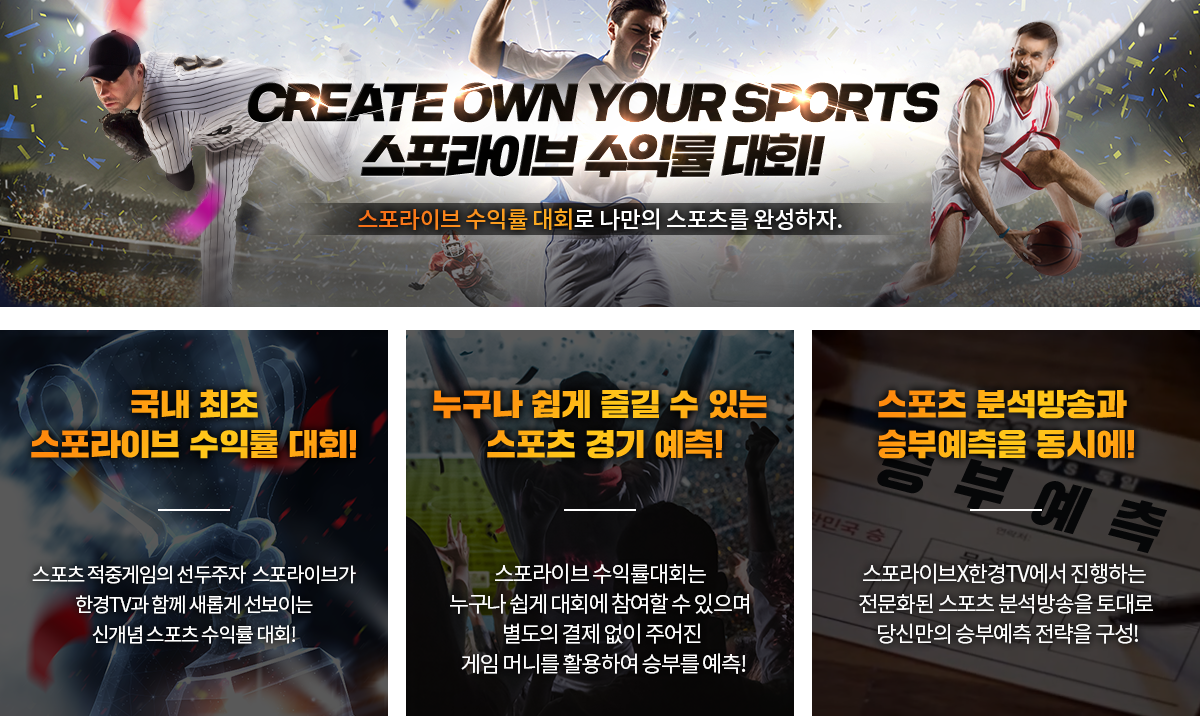 CREATE OWN YOUR SPORTS
스포라이브 수익률 대회!
스포라이브 수익률 대회로 나만의 스포츠를 완성하자.
국내 최초
스포라이브 수익률 대회!
스포츠 적중게임의 선두주자 스포라이브가
한경TV과 함께 새롭게 선보이는
신개념 스포츠 수익률 대회!
누구나 쉽게 즐길 수 있는
스포츠 경기 예측!
스포라이브 수익률대회는
누구나 쉽게 대회에 참여할 수 있으며
별도의 결제 없이 주어진
게임 머니를 활용하여 승부를 예측!
스포츠 분석방송과
승부예측을 동시에!
VS 독일
승부예측
한민국 승
연락처:
스포라이브X한경TV에서 진행하는
전문화된 스포츠 분석방송을 토대로
당신만의 승부예측 전략을 구성!